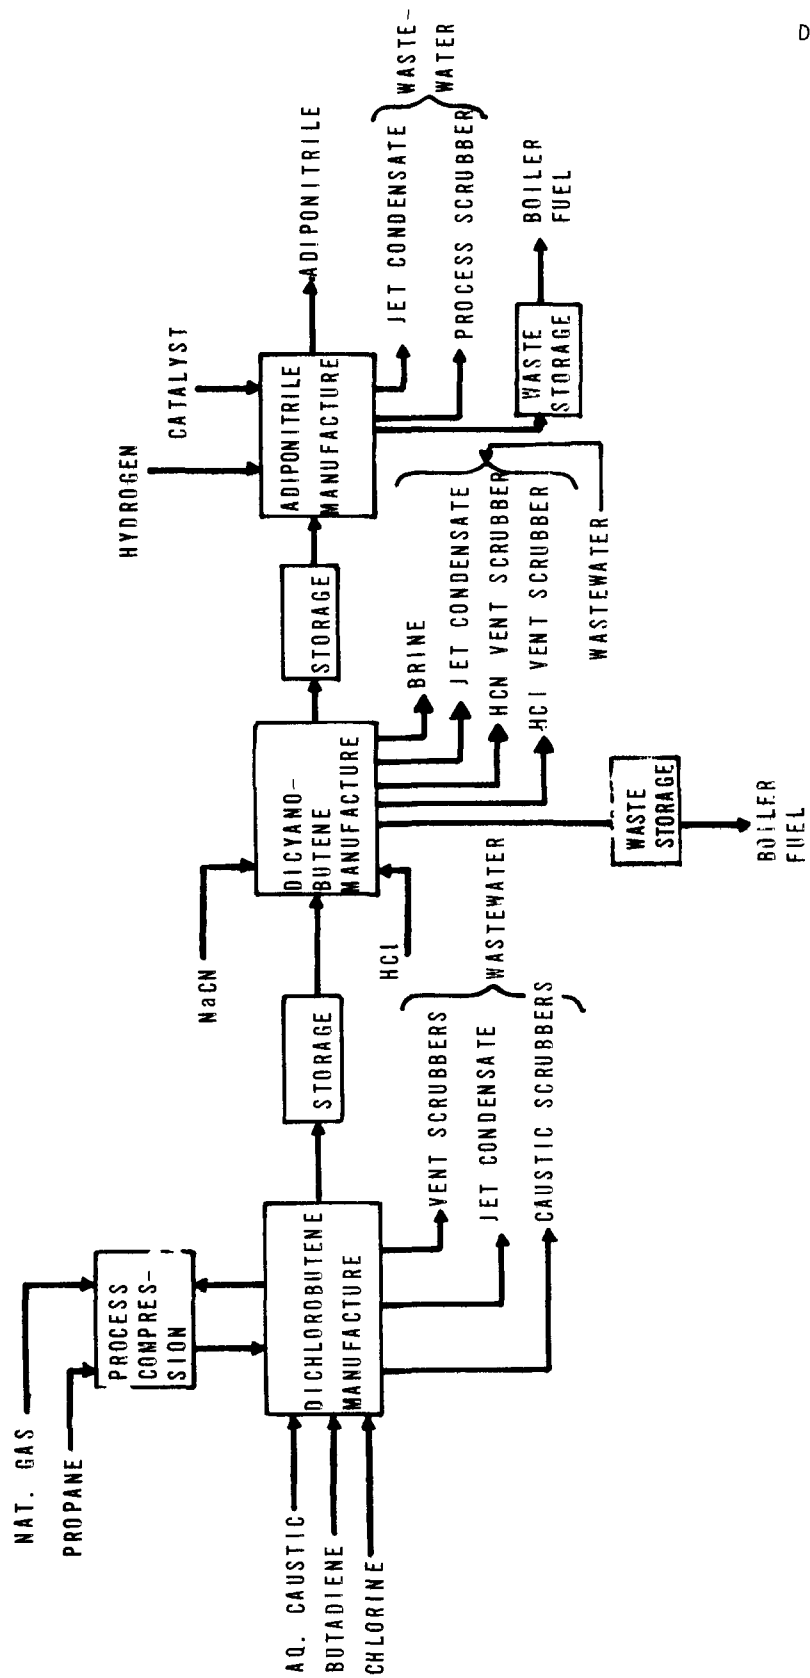 D
NAT. GAS
PROPANE
PROCESS
COMPRES-
SION
AQ. CAUSTIC
BUTADIENE
CHLORINE
DICHLOROBUTENE
MANUFACTURE
VENT SCRUBBERS
JET CONDENSATE
CAUSTIC SCRUBBERS
WASTEWATER
STORAGE
NaCN
HCl
DICYANO-
BUTENE
MANUFACTURE
BRINE
JET CONDENSATE
HCN VENT SCRUBBER
HCl VENT SCRUBBER
WASTEWATER
WASTE
STORAGE
BOILER
FUEL
STORAGE
HYDROGEN
CATALYST
ADIPONITRILE
MANUFACTURE
ADIPONITRILE
JET CONDENSATE
PROCESS SCRUBBER
WASTE-
WATER
WASTE
STORAGE
BOILER
FUEL